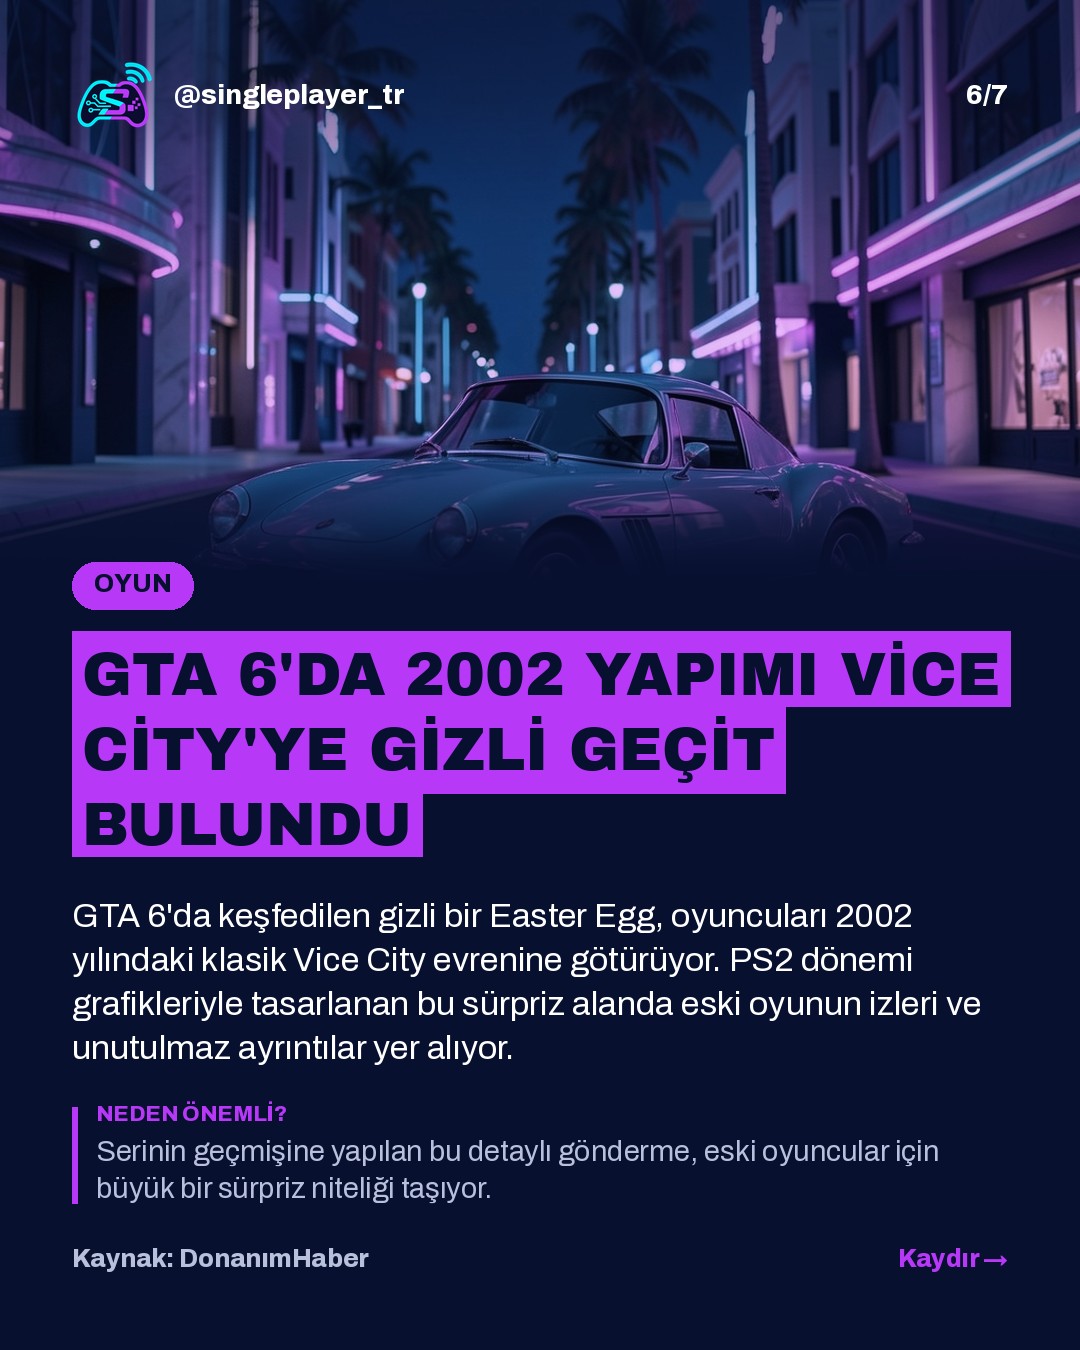 @singleplayer_tr
6/7
OYUN
GTA 6'DA 2002 YAPIMI VİCE
CİTY'YE GİZLİ GEÇİT
BULUNDU
GTA 6'da keşfedilen gizli bir Easter Egg, oyuncuları 2002
yılındaki klasik Vice City evrenine götürüyor. PS2 dönemi
grafikleriyle tasarlanan bu sürpriz alanda eski oyunun izleri ve
unutulmaz ayrıntılar yer alıyor.
NEDEN ÖNEMLİ?
Serinin geçmişine yapılan bu detaylı gönderme, eski oyuncular için
büyük bir sürpriz niteliği taşıyor.
Kaynak: DonanımHaber
Kaydır→